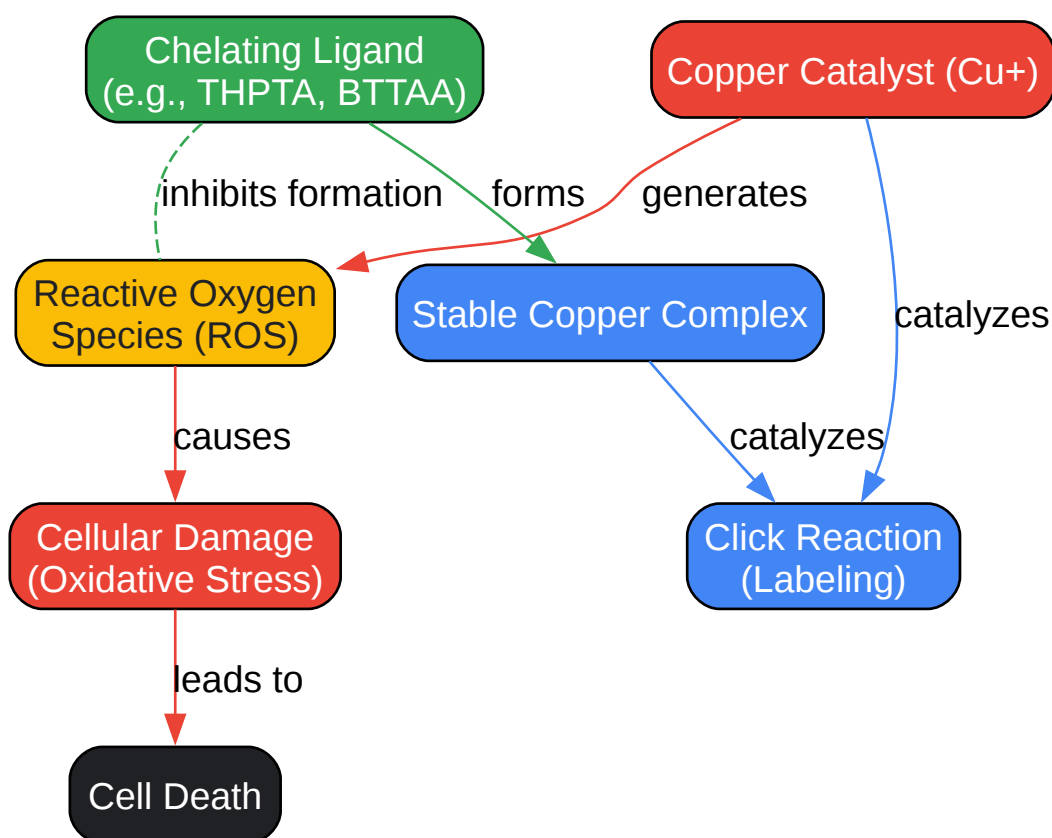 Chelating Ligand
(e.g., THPTA, BTTAA)
Copper Catalyst (Cu+)
inhibits formation
forms
generates
Reactive Oxygen
Species (ROS)
Stable Copper Complex
catalyzes
causes
catalyzes
Cellular Damage
(Oxidative Stress)
Click Reaction
(Labeling)
leads to
Cell Death